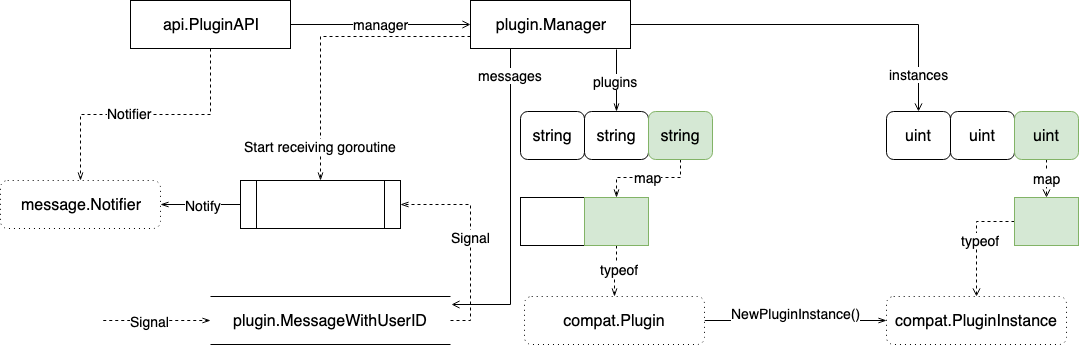 api.PluginAPI
manager
plugin.Manager
messages
plugins
instances
Notifier
string
string
string
uint
uint
uint
Start receiving goroutine
map
map
message.Notifier
Notify
Signal
typeof
typeof
Signal
plugin.MessageWithUserID
compat.Plugin
NewPluginInstance()
compat.PluginInstance